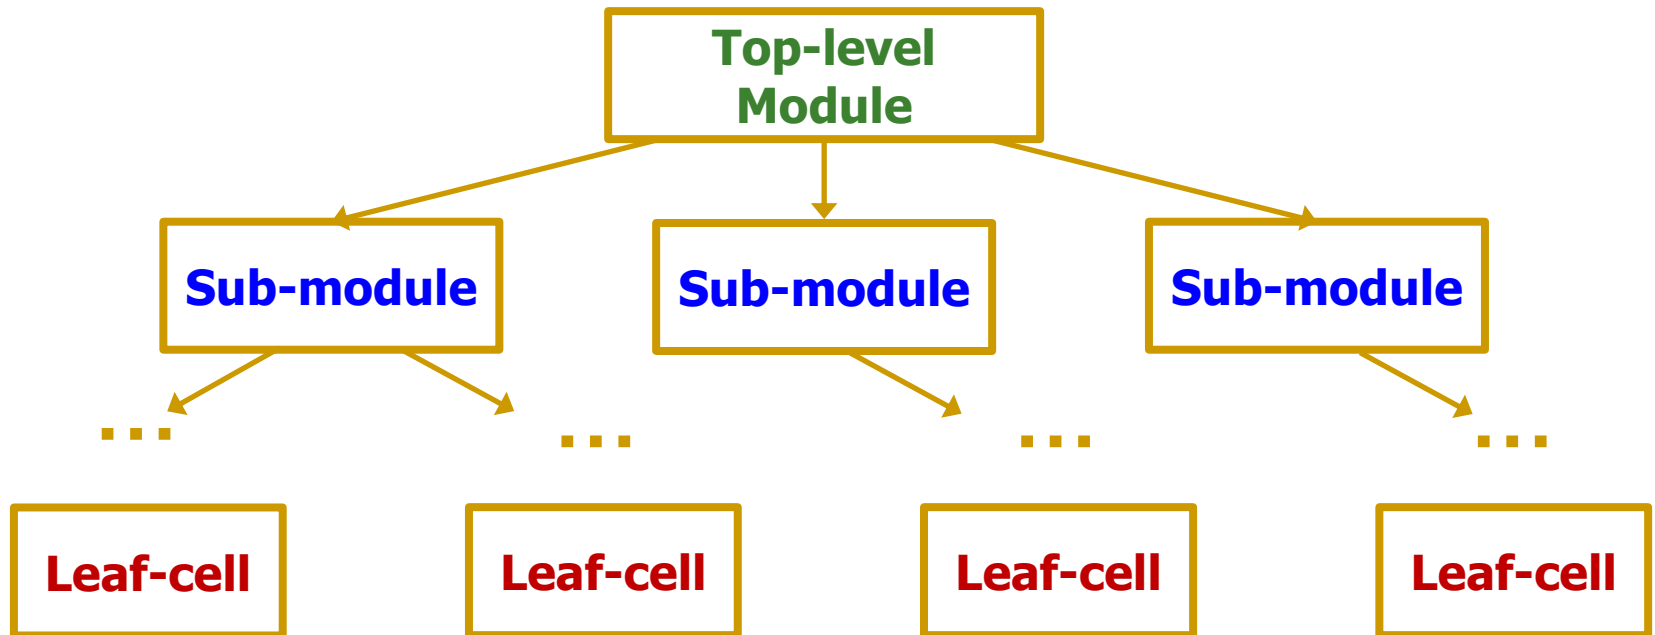 Top-level
Module
Sub-module
Sub-module
Sub-module
...
...
...
...
Leaf-cell
Leaf-cell
Leaf-cell
Leaf-cell